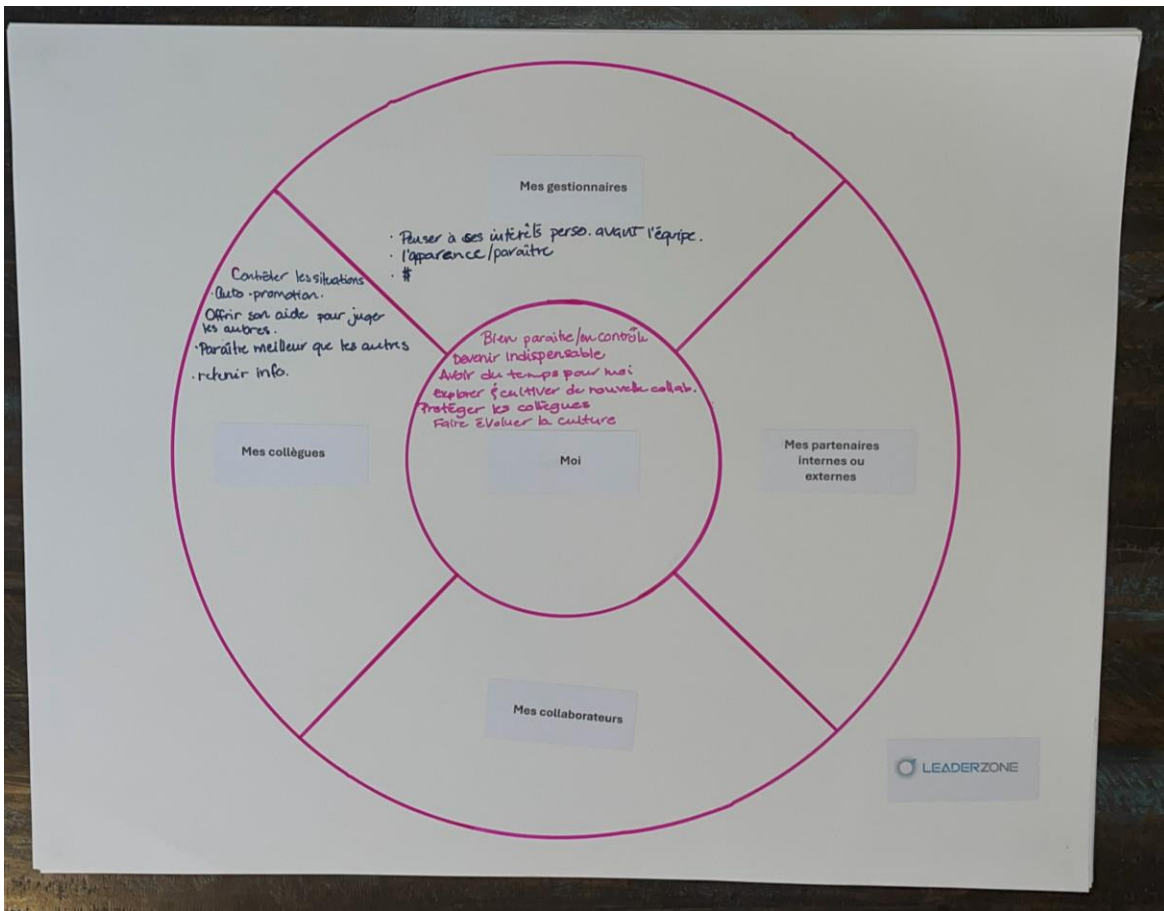 Mes gestionnaires
· Penser à ses intérêts perso. avant l'équipe.
· l'aparence/paraître
· #
Contrôler les situations
· Auto-promotion.
Offrir son aide pour juger
les autres.
· Paraître meilleur que les autres
· retenir info.
Mes collègues
Bien paraitre/en contrôle
Devenir indispensable
Avoir du temps pour moi
explorer & cultiver de nouvelle collab.
Protéger les collègues
Faire évoluer la culture
Moi
Mes partenaires
internes ou
externes
Mes collaborateurs
LEADERZONE